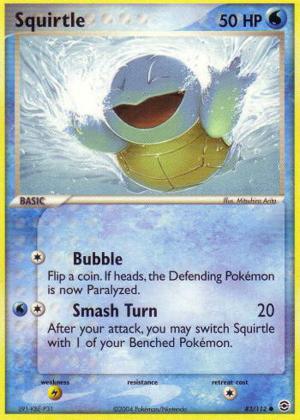 Squirtle 50 HP
BASIC Illus. Mitsuhiro Arita
Bubble
Flip a coin. If heads, the Defending Pokémon
is now Paralyzed.
Smash Turn 20
After your attack, you may switch Squirtle
with 1 of your Benched Pokémon.
weakness resistance retreat cost
©2004 Pokémon/Nintendo 83/112